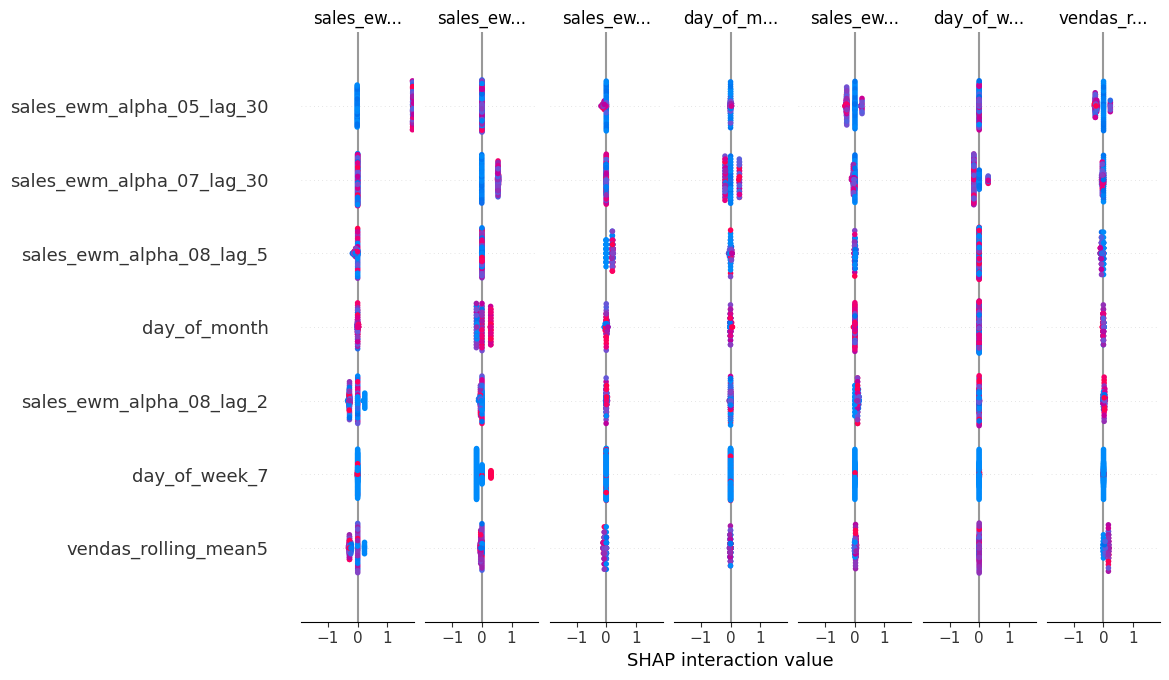 sales_ew... sales_ew... sales_ew... day_of_m... sales_ew... day_of_w... vendas_r...
sales_ewm_alpha_05_lag_30
sales_ewm_alpha_07_lag_30
sales_ewm_alpha_08_lag_5
day_of_month
sales_ewm_alpha_08_lag_2
day_of_week_7
vendas_rolling_mean5
−1 0 1 −1 0 1 −1 0 1 −1 0 1 −1 0 1 −1 0 1 −1 0 1
SHAP interaction value